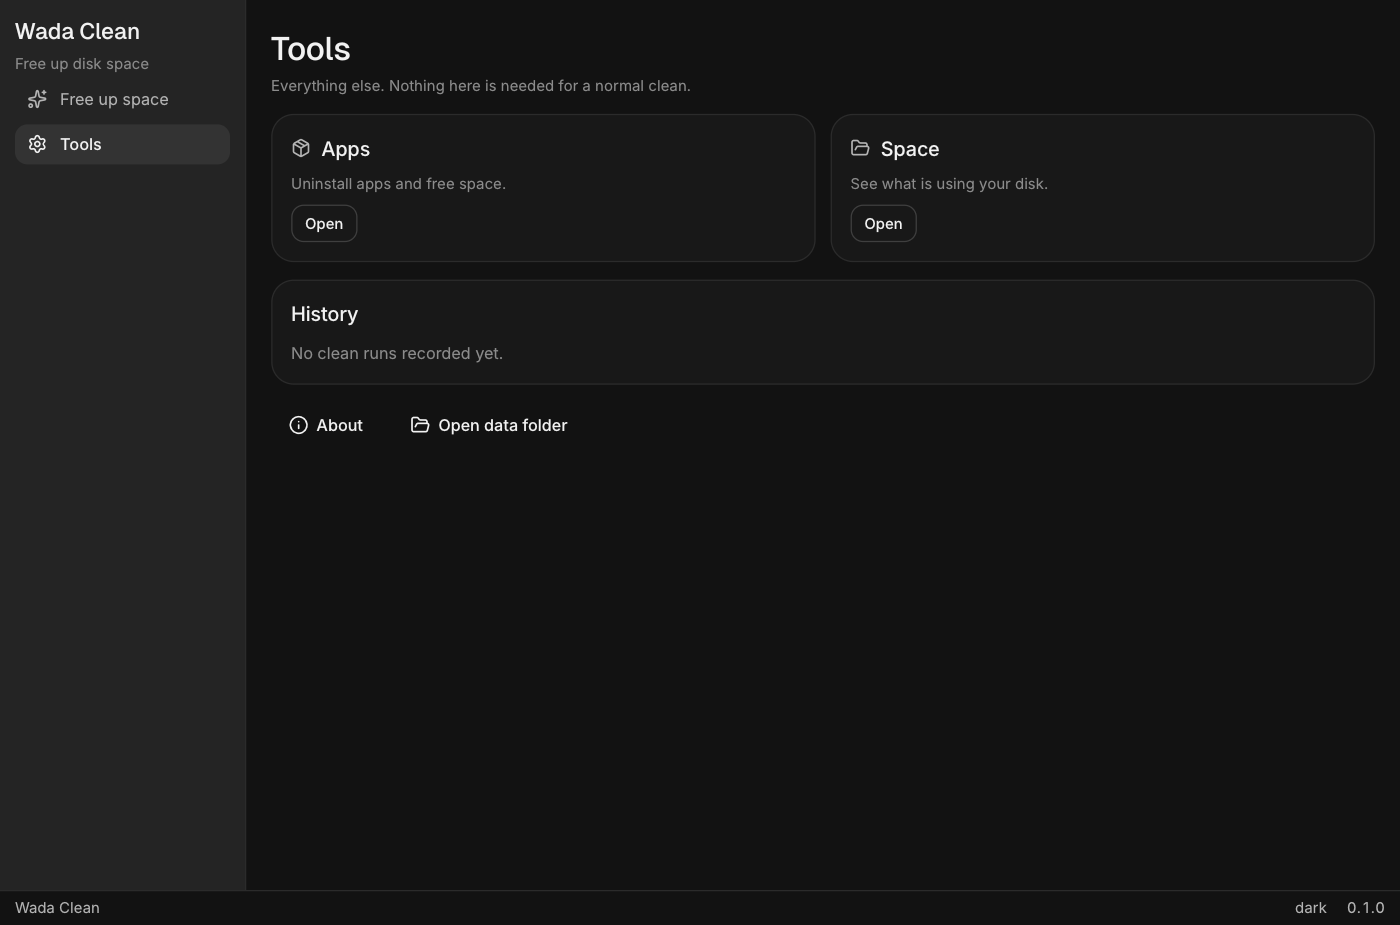 Wada Clean
Free up disk space
Free up space
Tools
Tools
Everything else. Nothing here is needed for a normal clean.
Apps
Uninstall apps and free space.
Open
Space
See what is using your disk.
Open
History
No clean runs recorded yet.
About
Open data folder
Wada Clean
dark 0.1.0